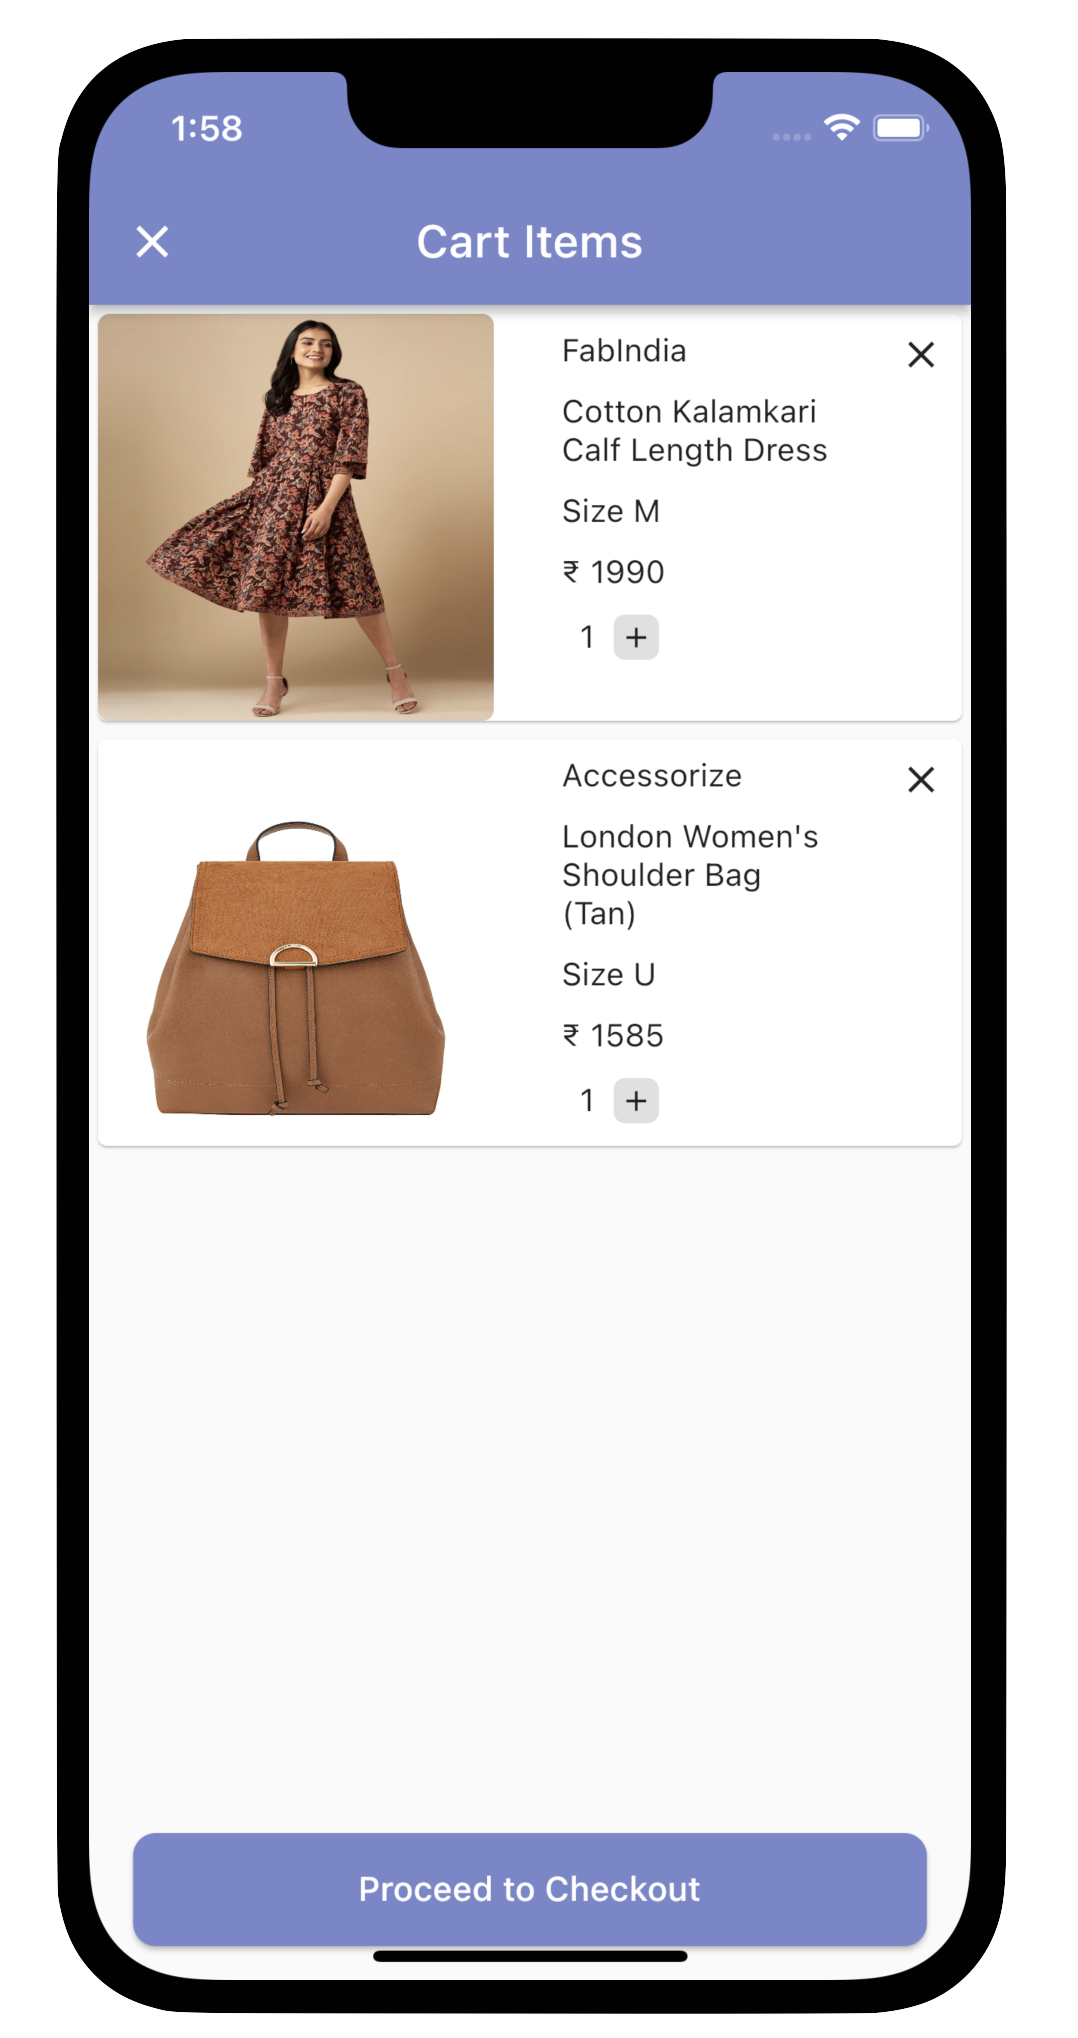 1:58
Cart Items
FabIndia
Cotton Kalamkari
Calf Length Dress
Size M
₹ 1990
1 +
Accessorize
London Women's
Shoulder Bag
(Tan)
Size U
₹ 1585
1 +
Proceed to Checkout